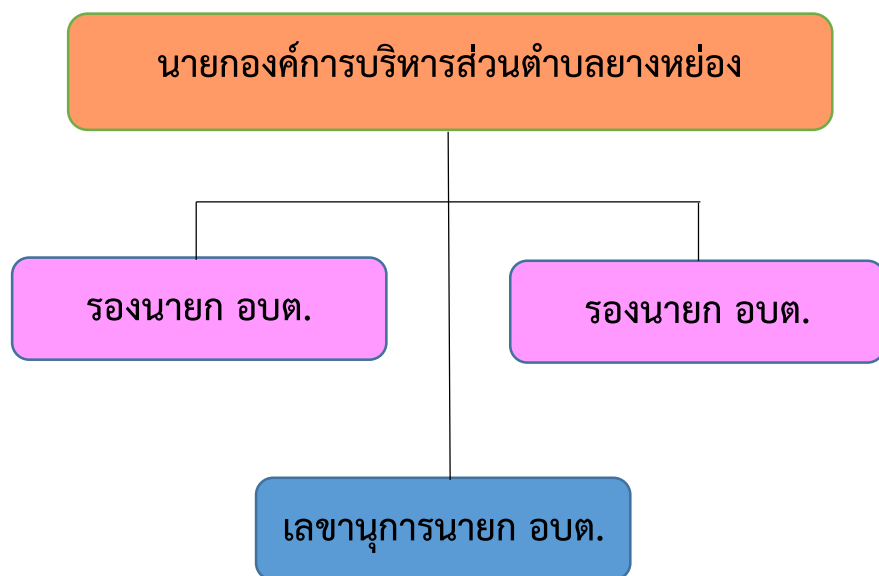 นายกองค์การบริหารส่วนตำบลยางหย่อง
รองนายก อบต.
รองนายก อบต.
เลขานุการนายก อบต.